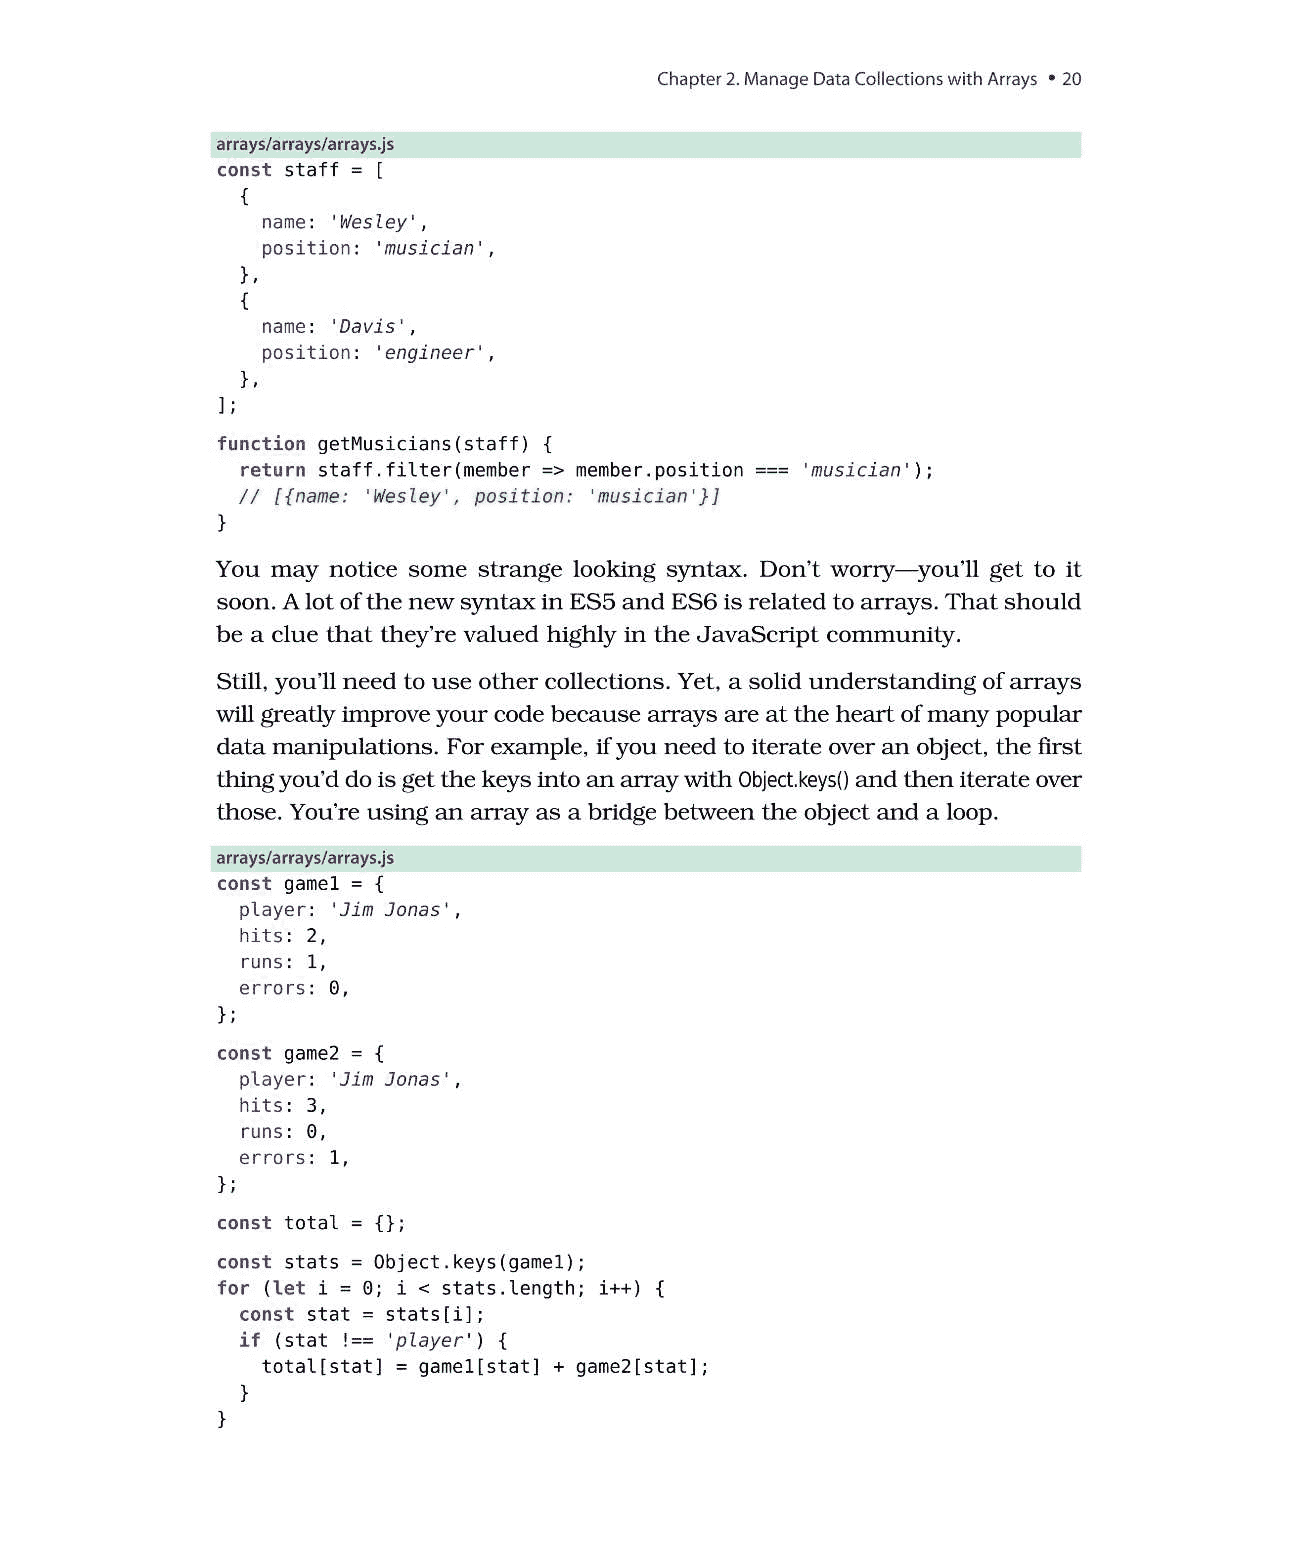 Chapter 2. Manage Data Collections with Arrays • 20
arrays/arrays/arrays.js
const staff = [
  {
    name: 'Wesley',
    position: 'musician',
  },
  {
    name: 'Davis',
    position: 'engineer',
  },
];
function getMusicians(staff) {
  return staff.filter(member => member.position === 'musician');
  // [{name: 'Wesley', position: 'musician'}]
}
You may notice some strange looking syntax. Don’t worry—you’ll get to it
soon. A lot of the new syntax in ES5 and ES6 is related to arrays. That should
be a clue that they’re valued highly in the JavaScript community.
Still, you’ll need to use other collections. Yet, a solid understanding of arrays
will greatly improve your code because arrays are at the heart of many popular
data manipulations. For example, if you need to iterate over an object, the first
thing you’d do is get the keys into an array with Object.keys() and then iterate over
those. You’re using an array as a bridge between the object and a loop.
arrays/arrays/arrays.js
const game1 = {
  player: 'Jim Jonas',
  hits: 2,
  runs: 1,
  errors: 0,
};
const game2 = {
  player: 'Jim Jonas',
  hits: 3,
  runs: 0,
  errors: 1,
};
const total = {};
const stats = Object.keys(game1);
for (let i = 0; i < stats.length; i++) {
  const stat = stats[i];
  if (stat !== 'player') {
    total[stat] = game1[stat] + game2[stat];
  }
}